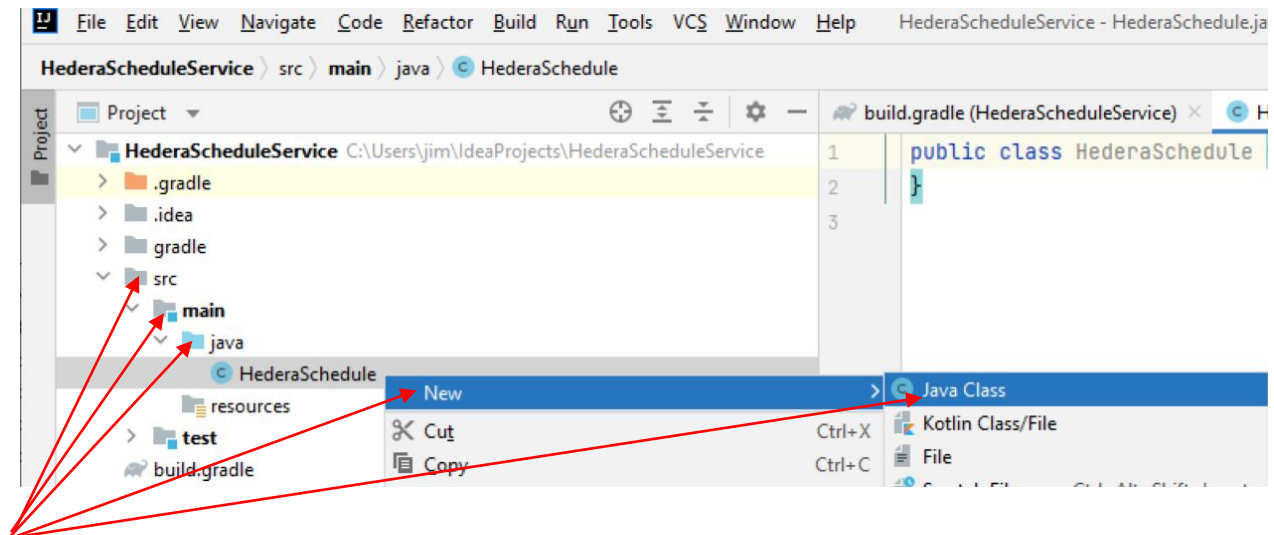 File Edit View Navigate Code Refactor Build Run Tools VCS Window Help HederaScheduleService - HederaSchedule.ja
HederaScheduleService src main java HederaSchedule
Project
Project
build.gradle (HederaScheduleService)
HederaScheduleService C:\Users\jim\IdeaProjects\HederaScheduleService
.gradle
.idea
gradle
src
main
java
HederaSchedule
resources
test
build.gradle
1 public class HederaSchedule
2 }
3
New
Cut Ctrl+X
Copy Ctrl+C
Java Class
Kotlin Class/File
File